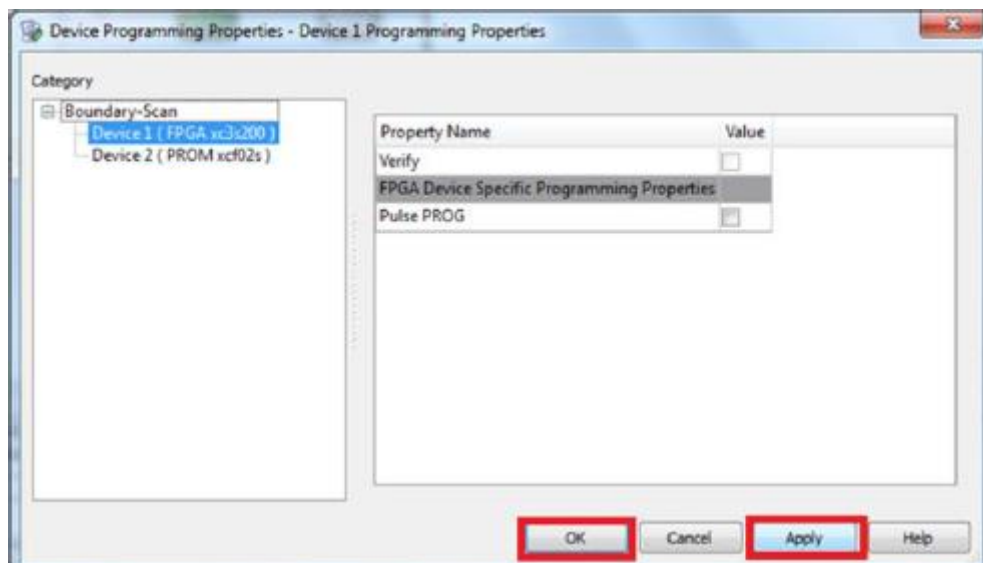 Device Programming Properties - Device 1 Programming Properties
Category
Boundary-Scan
Device 1 ( FPGA xc3s200 )
Device 2 ( PROM xcf02s )
Property Name Value
Verify
FPGA Device Specific Programming Properties
Pulse PROG
OK Cancel Apply Help